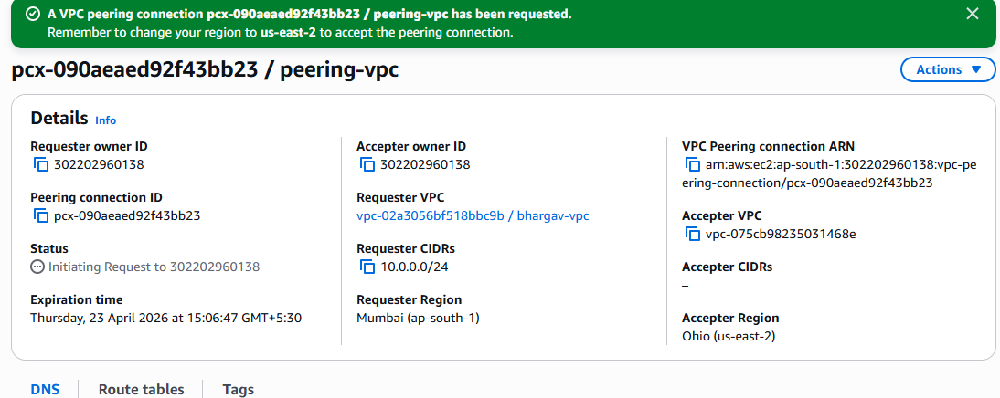 A VPC peering connection pcx-090aeaed92f43bb23 / peering-vpc has been requested.
Remember to change your region to us-east-2 to accept the peering connection.
pcx-090aeaed92f43bb23 / peering-vpc
Actions
Details Info
Requester owner ID
302202960138
Peering connection ID
pcx-090aeaed92f43bb23
Status
Initiating Request to 302202960138
Expiration time
Thursday, 23 April 2026 at 15:06:47 GMT+5:30
Accepter owner ID
302202960138
Requester VPC
vpc-02a3056bf518bbc9b / bhargav-vpc
Requester CIDRs
10.0.0.0/24
Requester Region
Mumbai (ap-south-1)
VPC Peering connection ARN
arn:aws:ec2:ap-south-1:302202960138:vpc-pe
ering-connection/pcx-090aeaed92f43bb23
Accepter VPC
vpc-075cb98235031468e
Accepter CIDRs
–
Accepter Region
Ohio (us-east-2)
DNS
Route tables
Tags